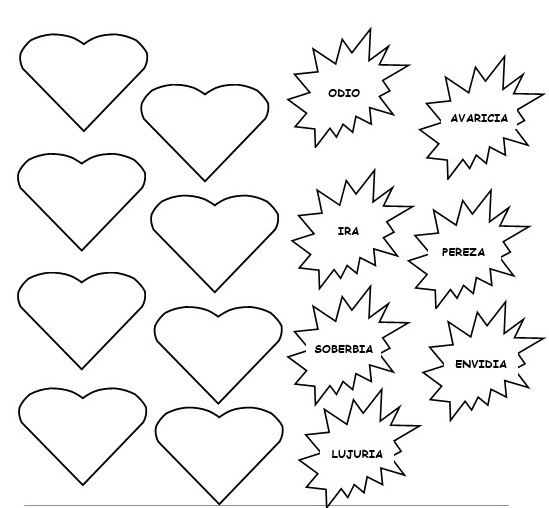 ODIO
AVARICIA
IRA
PEREZA
SOBERBIA
ENVIDIA
LUJURIA